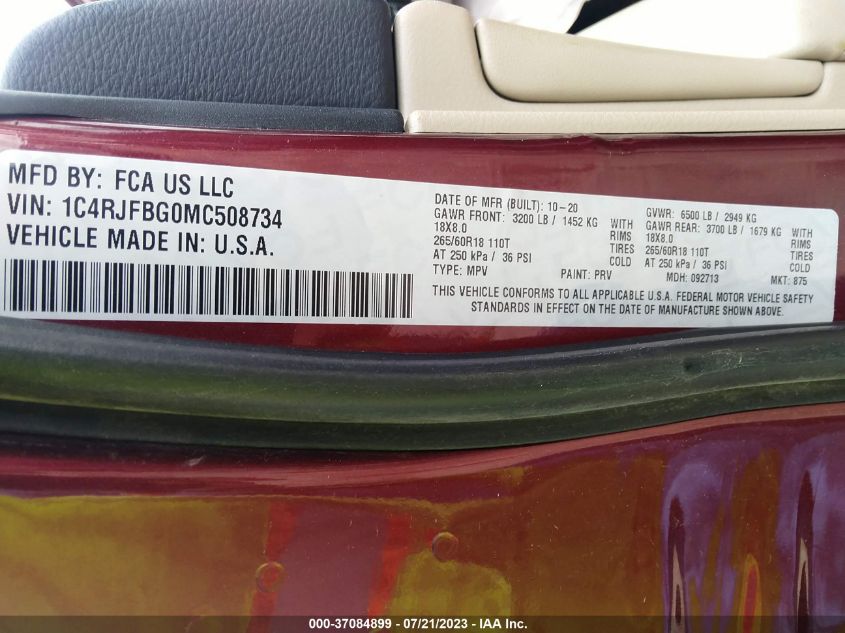 MFD BY: FCA US LLC
VIN: 1C4RJFBG0MC508734
VEHICLE MADE IN: U.S.A.
DATE OF MFR (BUILT): 10-20 GVWR: 6500 LB / 2949 KG
GAWR FRONT: 3200 LB / 1452 KG WITH GAWR REAR: 3700 LB / 1679 KG WITH
18X8.0 RIMS 18X8.0 RIMS
265/60R18 110T TIRES 265/60R18 110T TIRES
AT 250 kPa / 36 PSI COLD AT 250 kPa / 36 PSI COLD
TYPE: MPV PAINT: PRV MDH: 092713 MKT: 875
THIS VEHICLE CONFORMS TO ALL APPLICABLE U.S.A. FEDERAL MOTOR VEHICLE SAFETY
STANDARDS IN EFFECT ON THE DATE OF MANUFACTURE SHOWN ABOVE.
000-37084899 - 07/21/2023 - © IAA Inc.